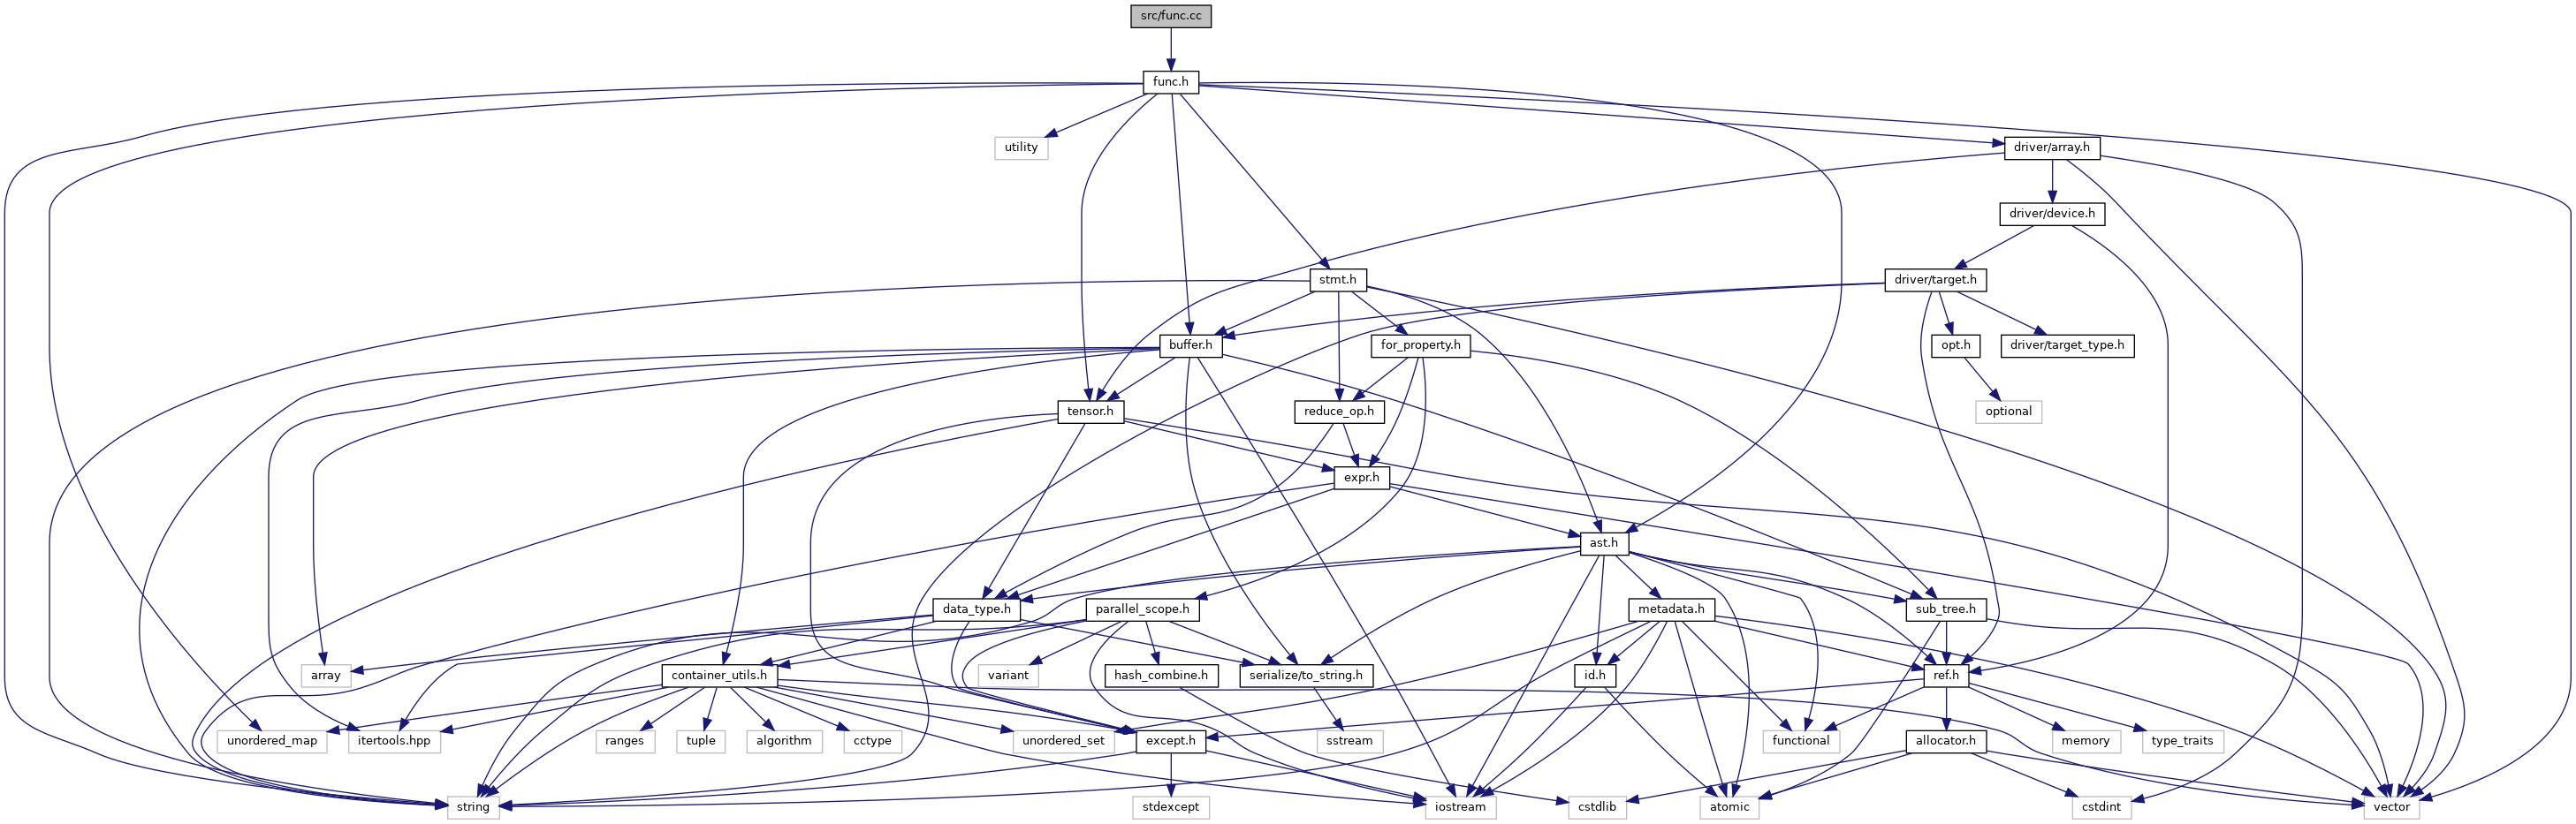 src/func.cc
func.h
utility
driver/array.h
driver/device.h
stmt.h
driver/target.h
buffer.h
for_property.h
opt.h
driver/target_type.h
tensor.h
reduce_op.h
optional
expr.h
ast.h
data_type.h
parallel_scope.h
metadata.h
sub_tree.h
array
container_utils.h
variant
hash_combine.h
serialize/to_string.h
id.h
ref.h
unordered_map
itertools.hpp
ranges
tuple
algorithm
cctype
unordered_set
except.h
sstream
functional
allocator.h
memory
type_traits
string
stdexcept
iostream
cstdlib
atomic
cstdint
vector